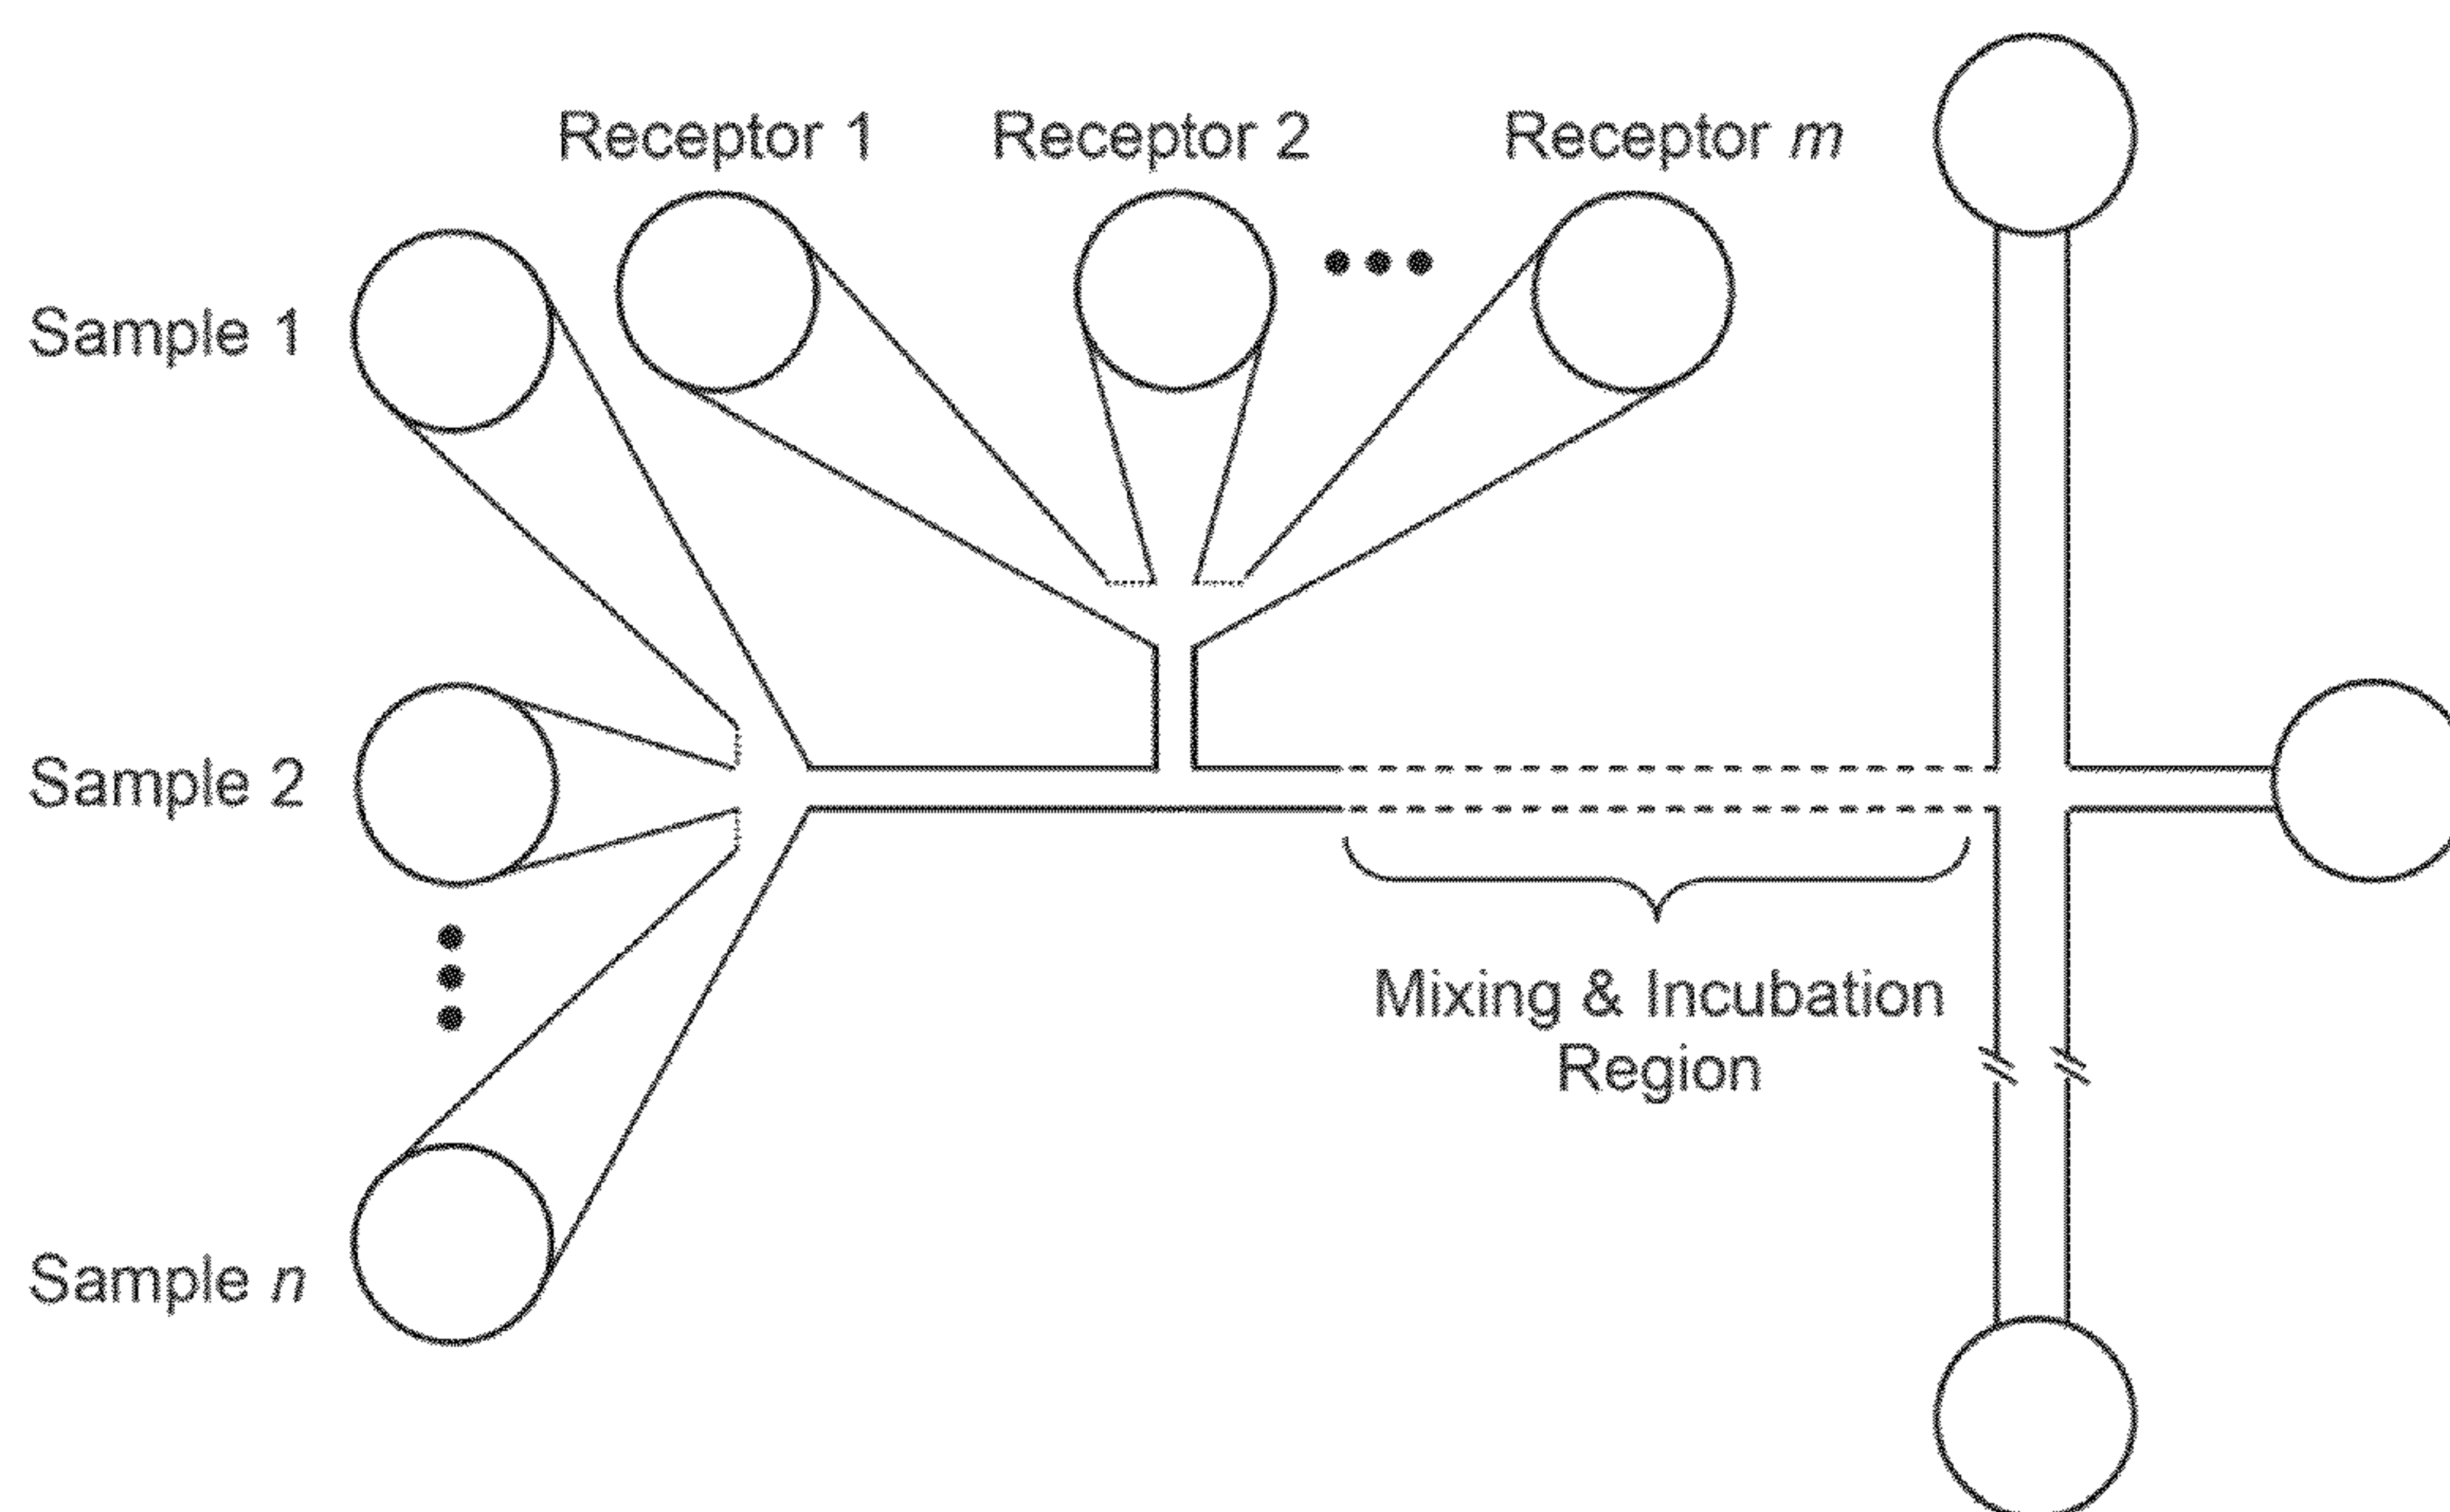 Receptor 1
Receptor 2
Receptor m
Sample 1
Sample 2
Sample n
Mixing & Incubation
Region